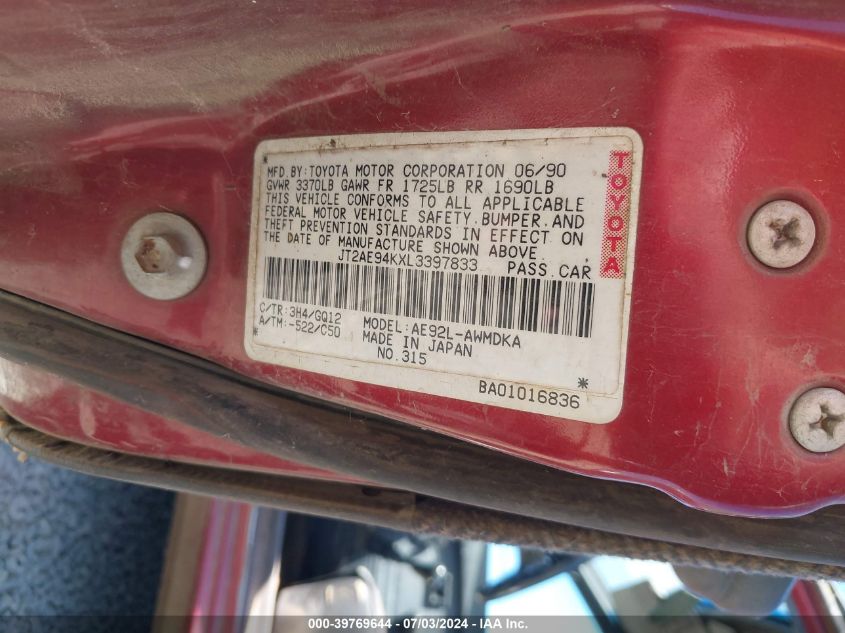 MFD.BY:TOYOTA MOTOR CORPORATION 06/90
GVWR 3370LB GAWR FR 1725LB RR 1690LB
THIS VEHICLE CONFORMS TO ALL APPLICABLE
FEDERAL MOTOR VEHICLE SAFETY,BUMPER,AND
THEFT PREVENTION STANDARDS IN EFFECT ON
THE DATE OF MANUFACTURE SHOWN ABOVE.
JT2AE94KXL3397833 PASS.CAR
TOYOTA
C/TR:3H4/GQ12
A/TM:-522/C50
MODEL:AE92L-AWMDKA
MADE IN JAPAN
NO.315
BA01016836
000-39769644 / 07/03/2024 - IAA Inc.